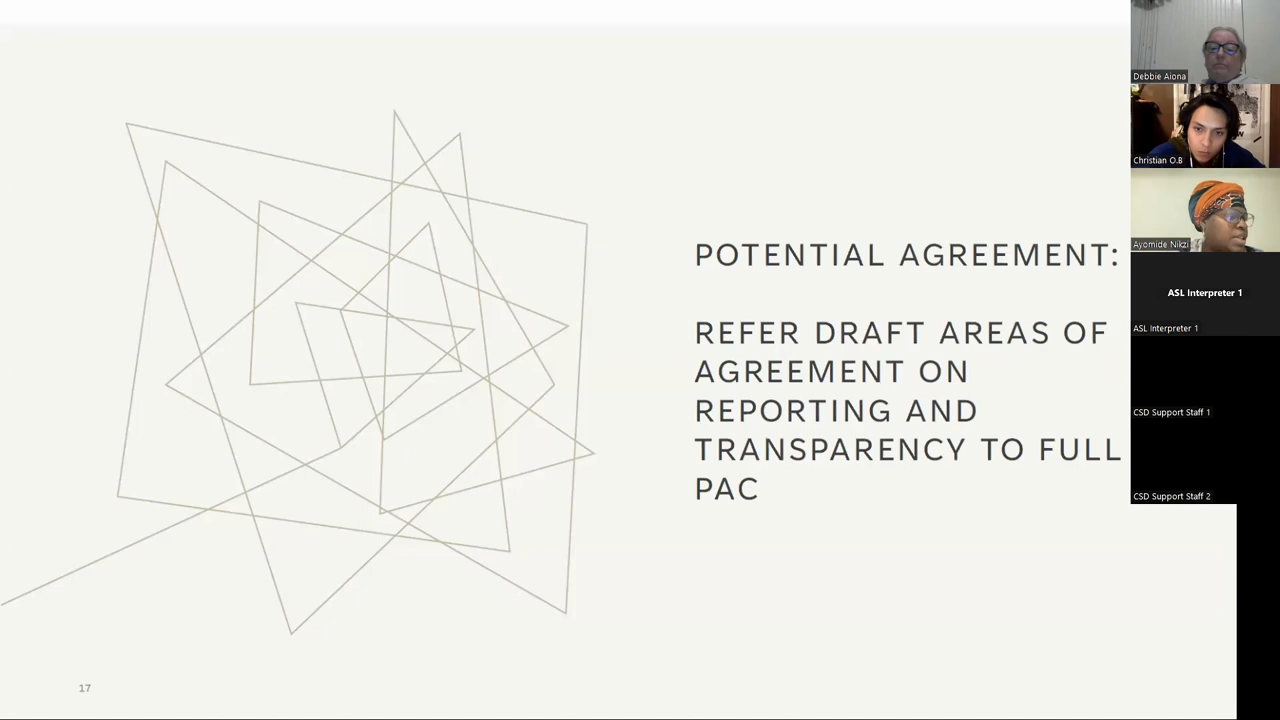 POTENTIAL AGREEMENT:
REFER DRAFT AREAS OF
AGREEMENT ON
REPORTING AND
TRANSPARENCY TO FULL
PAC
17
Debbie Aiona
Christian O.B
Ayomide Nikzi
ASL Interpreter 1
ASL Interpreter 1
CSD Support Staff 1
CSD Support Staff 2